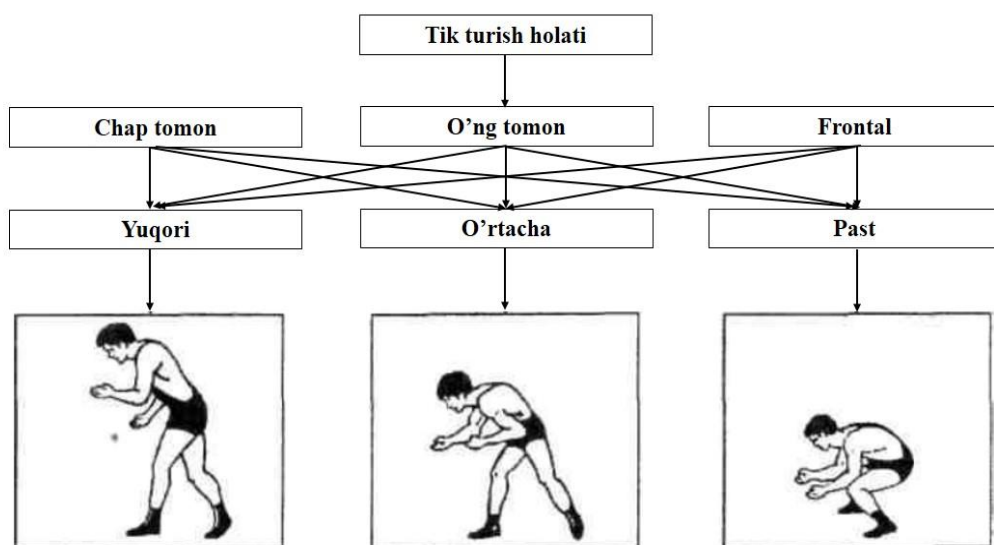 Tik turish holati
Chap tomon
O’ng tomon
Frontal
Yuqori
O’rtacha
Past